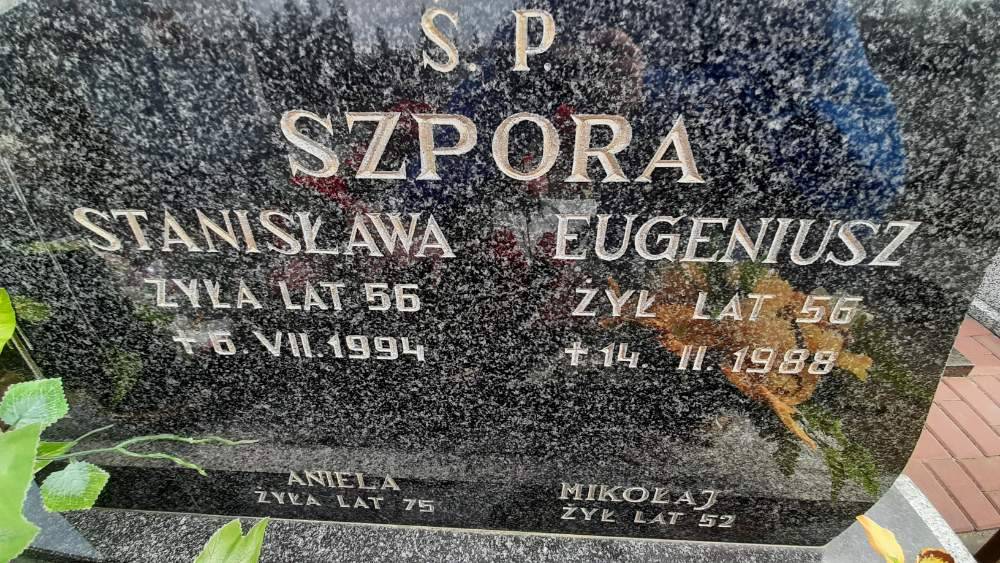 S. P.
SZPORA
STANISŁAWA
ŻYŁA LAT 56
+ 6. VII. 1994
EUGENIUSZ
ŻYŁ LAT 56
+ 14. II. 1988
ANIELA
ŻYŁA LAT 75
MIKOŁAJ
ŻYŁ LAT 52